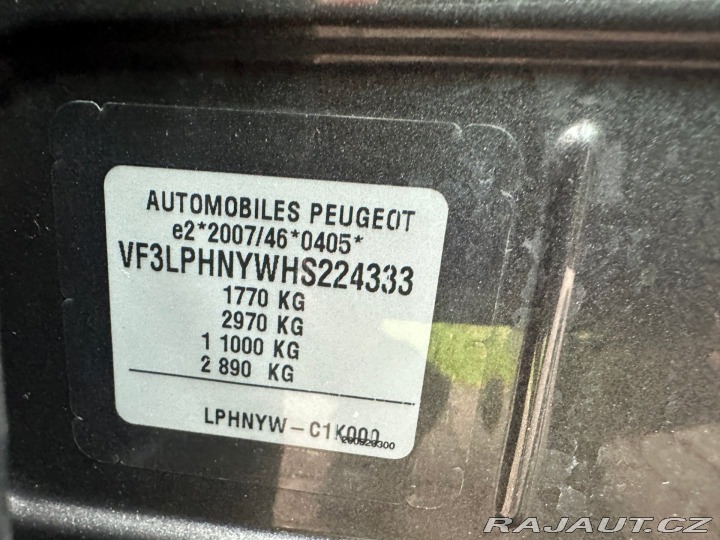 AUTOMOBILES PEUGEOT
e2*2007/46*0405*
VF3LPHNYWHS224333
1770 KG
2970 KG
1 1000 KG
2 890 KG
LPHNYW-C1K000
RAJAUT.CZ